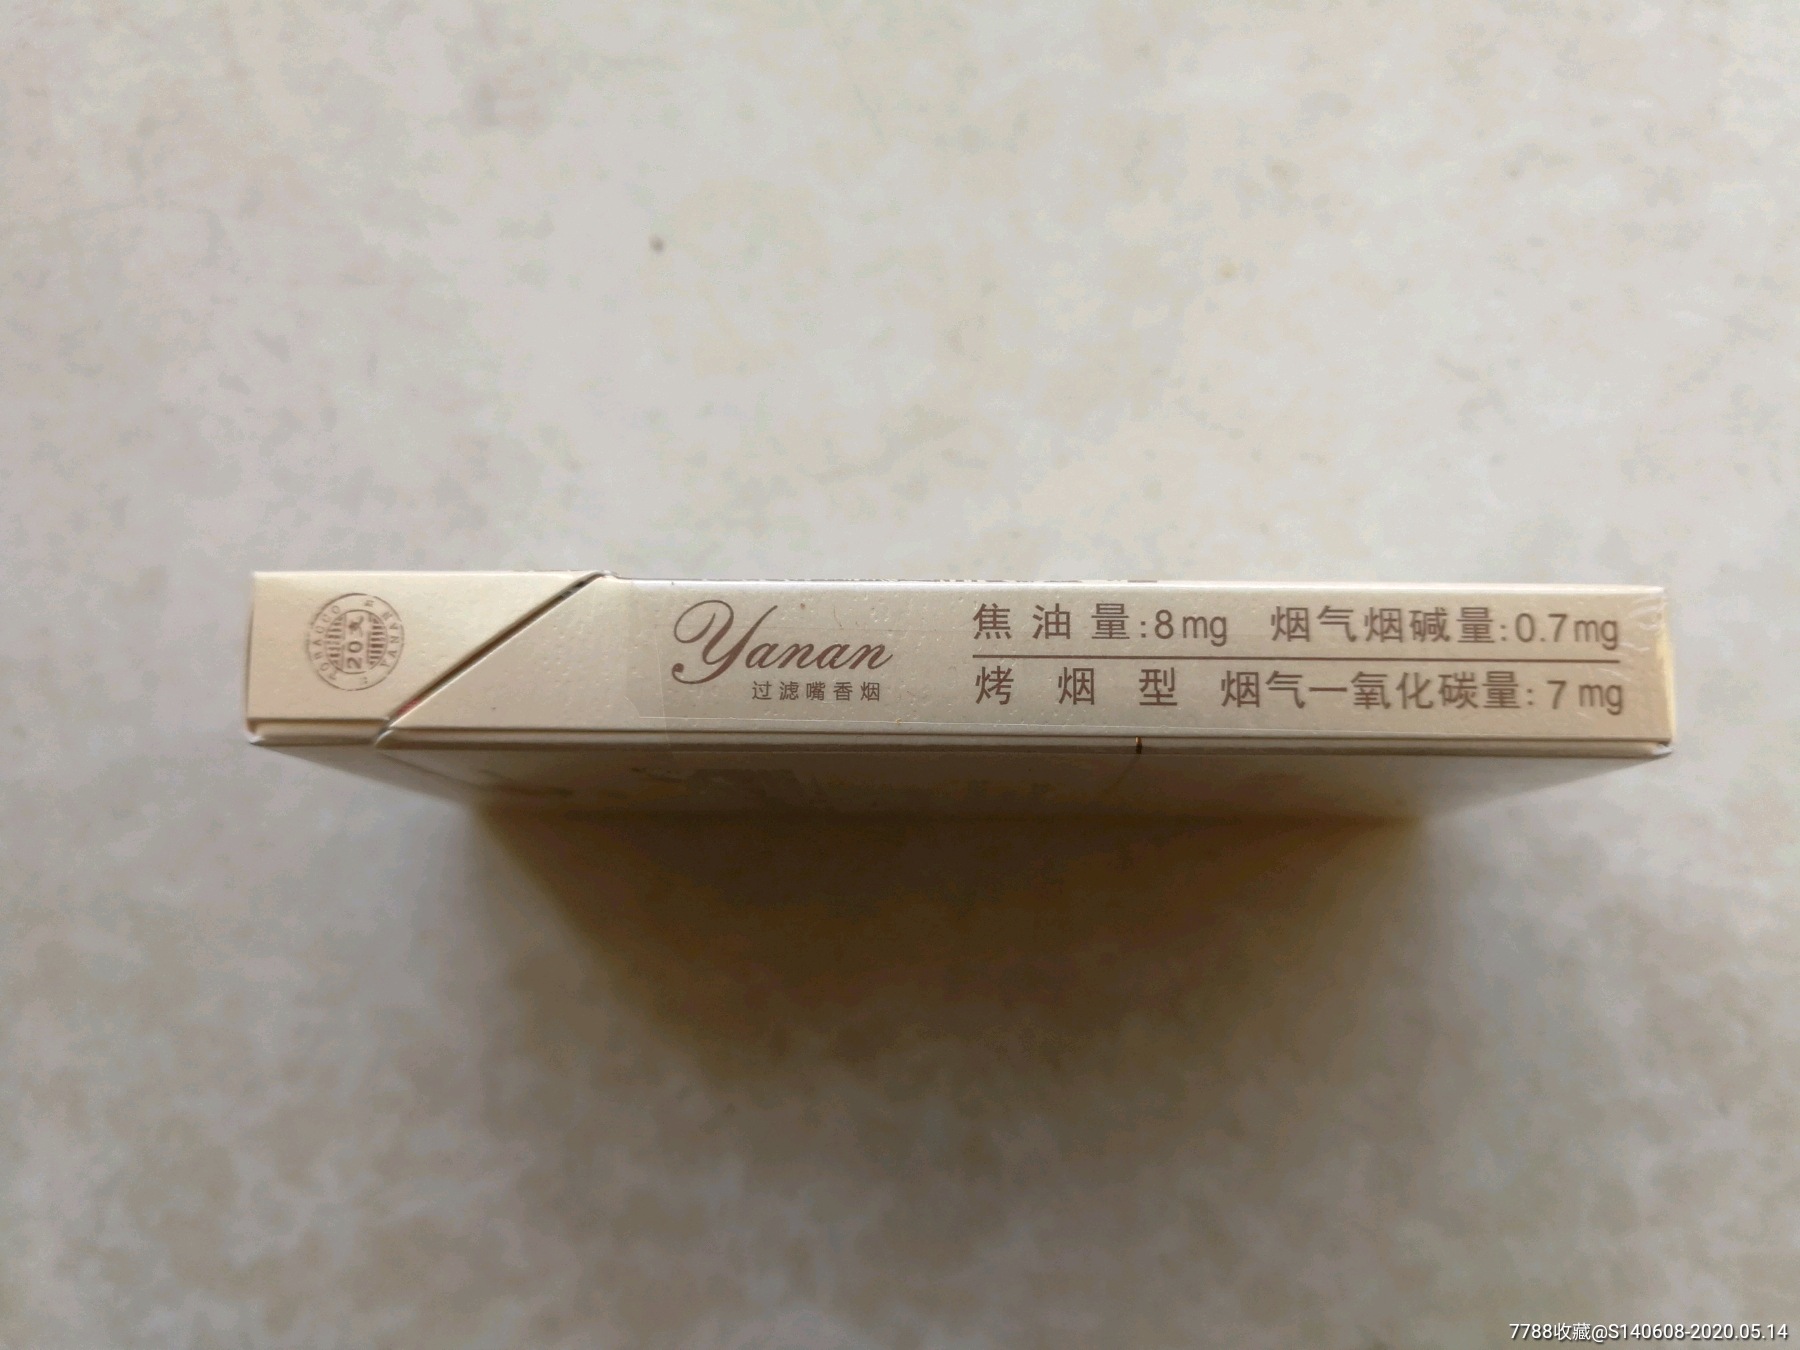 TOBACCO
20支
YANAN
Yanan
过滤嘴香烟
焦油量:8mg 烟气烟碱量:0.7mg
烤烟型 烟气一氧化碳量:7mg
7788收藏@S140608-2020.05.14